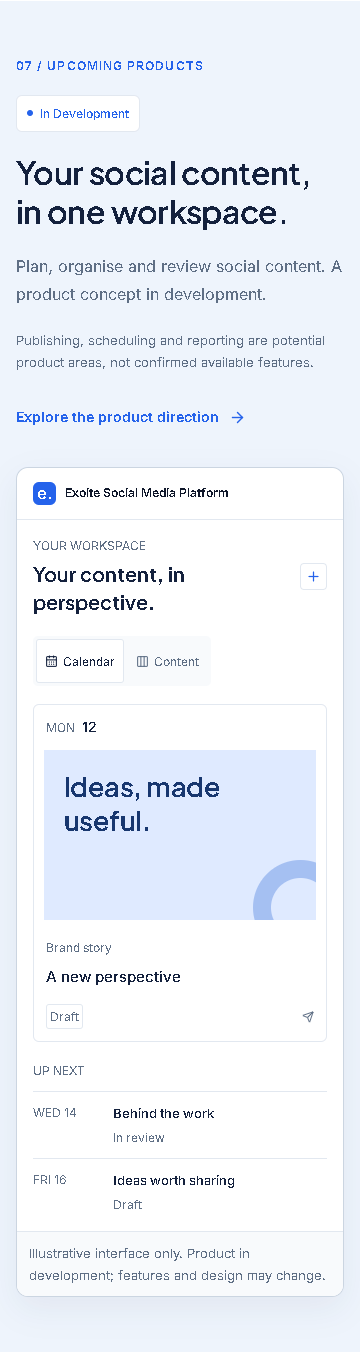 07 / UPCOMING PRODUCTS
In Development
Your social content,
in one workspace.
Plan, organise and review social content. A
product concept in development.
Publishing, scheduling and reporting are potential
product areas, not confirmed available features.
Explore the product direction
e. Exoite Social Media Platform
YOUR WORKSPACE
Your content, in
perspective.
Calendar Content
MON 12
Ideas, made
useful.
Brand story
A new perspective
Draft
UP NEXT
WED 14 Behind the work
In review
FRI 16 Ideas worth sharing
Draft
Illustrative interface only. Product in
development; features and design may change.